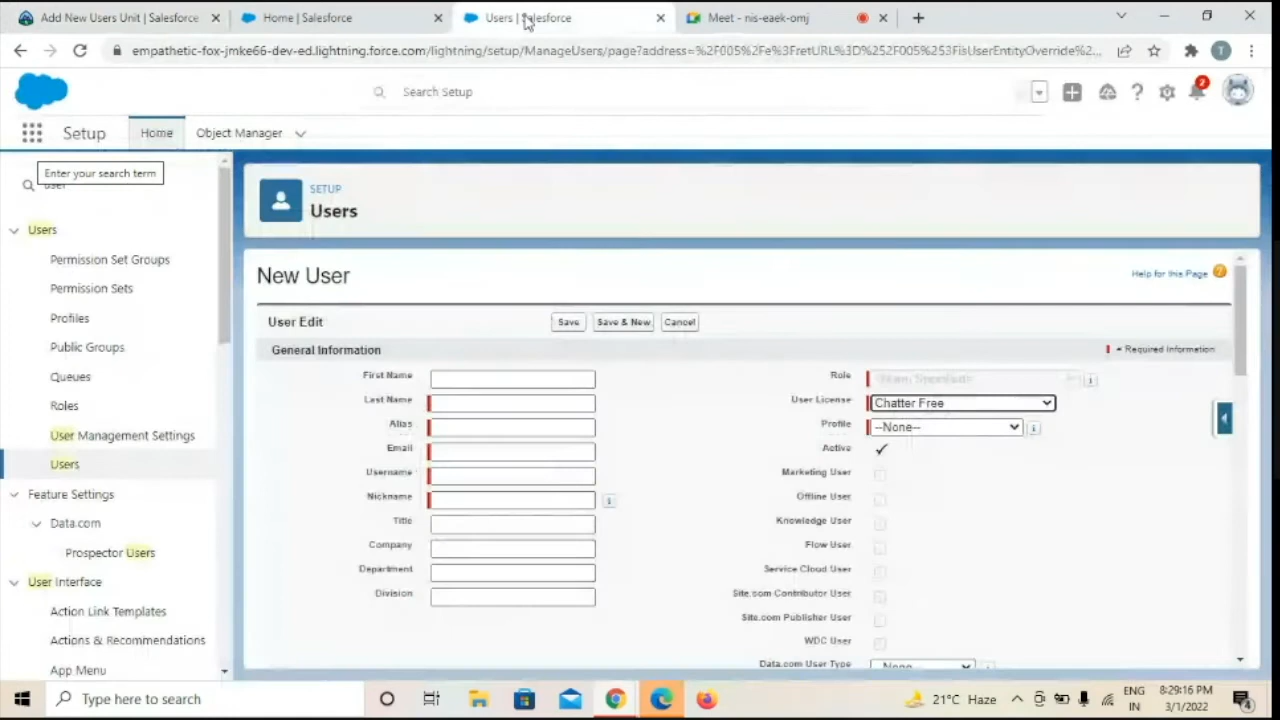 Add New Users Unit | Salesforce
Home | Salesforce
Users | Salesforce
Meet - nis-eaek-omj
empathetic-fox-jmke66-dev-ed.lightning.force.com/lightning/setup/ManageUsers/page?address=%2F005%2Fe%3FretURL%3D%252F005%253FisUserEntityOverride%2...
T
Search Setup
2
Setup
Home
Object Manager
Enter your search term
user
Users
Permission Set Groups
Permission Sets
Profiles
Public Groups
Queues
Roles
User Management Settings
Users
Feature Settings
Data.com
Prospector Users
User Interface
Action Link Templates
Actions & Recommendations
App Menu
SETUP
Users
New User
Help for this Page
User Edit
Save
Save & New
Cancel
General Information
= Required Information
First Name
Last Name
Alias
Email
Username
Nickname
Title
Company
Department
Division
Role
User License
Chatter Free
Profile
--None--
Active
Marketing User
Offline User
Knowledge User
Flow User
Service Cloud User
Site.com Contributor User
Site.com Publisher User
WDC User
Data.com User Type
--None--
Type here to search
21°C Haze
ENG
IN
8:29:16 PM
3/1/2022
4